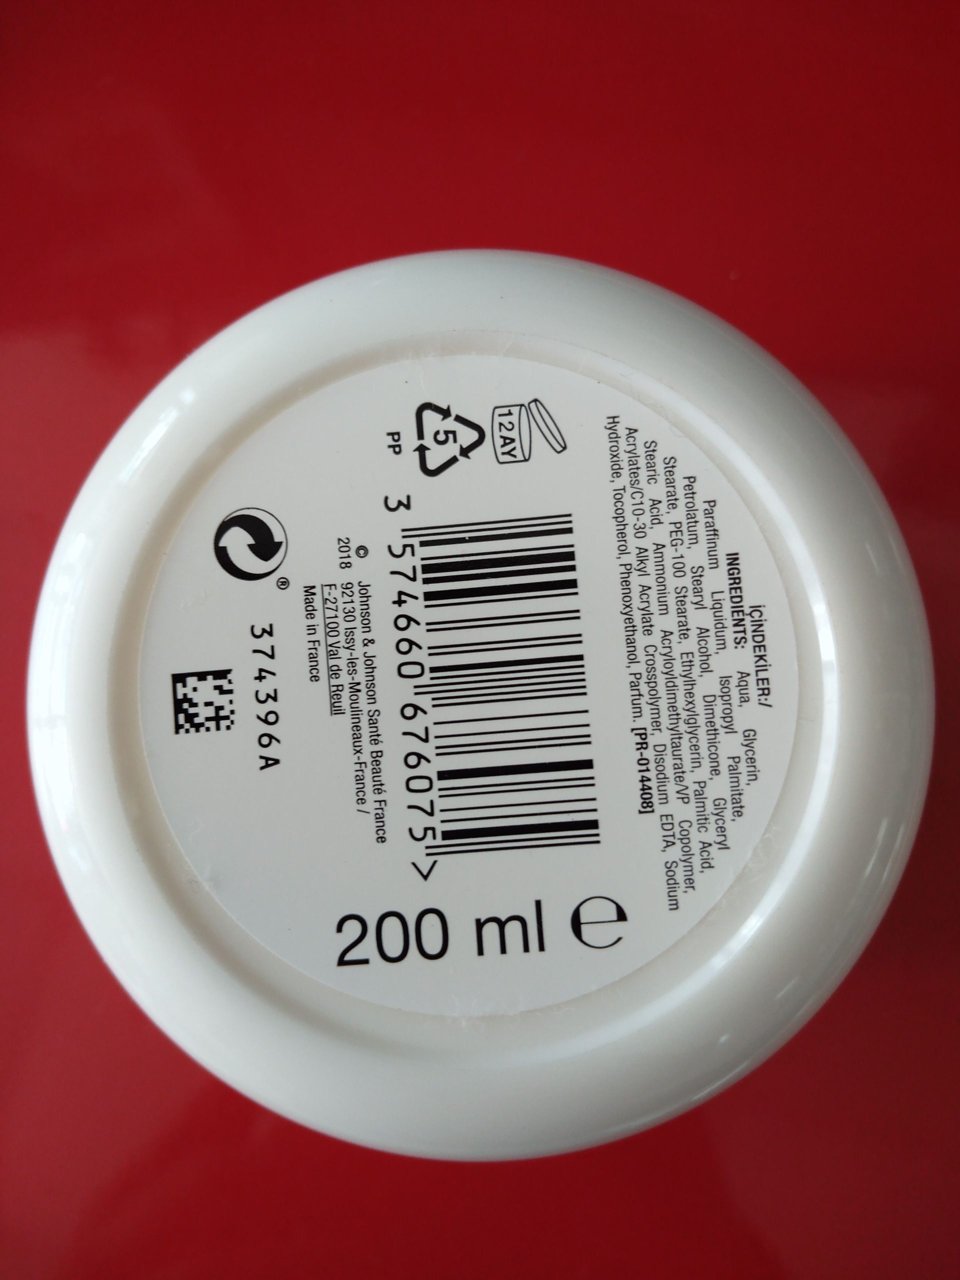 İÇİNDEKİLER:/
INGREDIENTS: Aqua, Glycerin,
Paraffinum Liquidum, Isopropyl Palmitate,
Petrolatum, Stearyl Alcohol, Dimethicone, Glyceryl
Stearate, PEG-100 Stearate, Ethylhexylglycerin, Palmitic Acid,
Stearic Acid, Ammonium Acryloyldimethyltaurate/VP Copolymer,
Acrylates/C10-30 Alkyl Acrylate Crosspolymer, Disodium EDTA, Sodium
Hydroxide, Tocopherol, Phenoxyethanol, Parfum. [PR-014408]
12AY
5
PP
3 574660 676075 >
200 ml ℮
© Johnson & Johnson Santé Beauté France
2018 92130 Issy-les-Moulineaux-France /
F-27100 Val de Reuil
Made in France
®
374396A